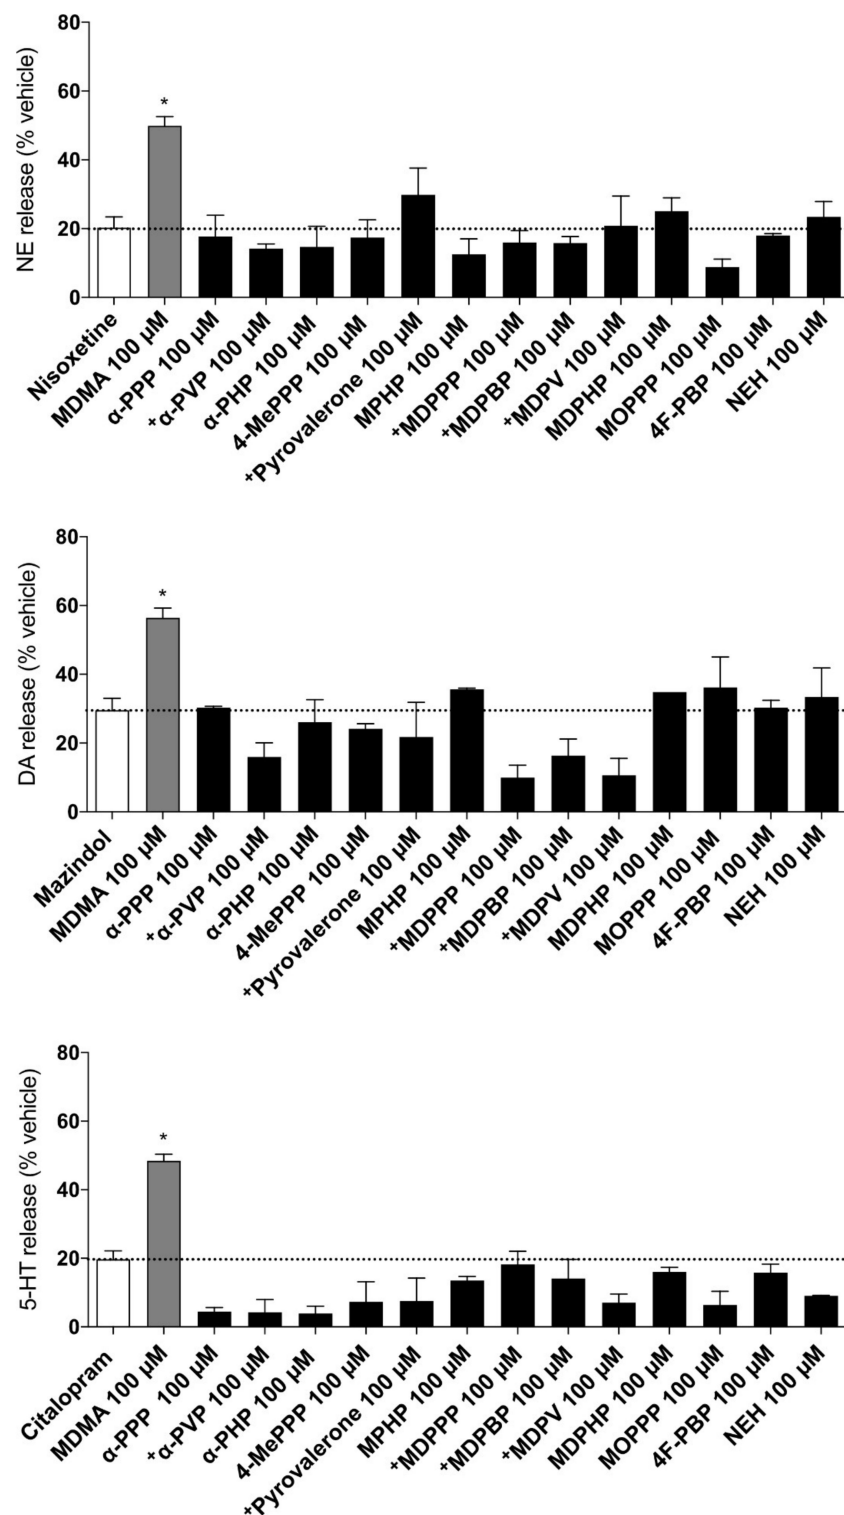 NE release (% vehicle)
80
60
40
20
0
*
Nisoxetine
MDMA 100 µM
α-PPP 100 µM
+α-PVP 100 µM
α-PHP 100 µM
4-MePPP 100 µM
+Pyrovalerone 100 µM
MPHP 100 µM
+MDPPP 100 µM
+MDPBP 100 µM
+MDPV 100 µM
MDPHP 100 µM
MOPPP 100 µM
4F-PBP 100 µM
NEH 100 µM
DA release (% vehicle)
80
60
40
20
0
*
Mazindol
MDMA 100 µM
α-PPP 100 µM
+α-PVP 100 µM
α-PHP 100 µM
4-MePPP 100 µM
+Pyrovalerone 100 µM
MPHP 100 µM
+MDPPP 100 µM
+MDPBP 100 µM
+MDPV 100 µM
MDPHP 100 µM
MOPPP 100 µM
4F-PBP 100 µM
NEH 100 µM
5-HT release (% vehicle)
80
60
40
20
0
*
Citalopram
MDMA 100 µM
α-PPP 100 µM
+α-PVP 100 µM
α-PHP 100 µM
4-MePPP 100 µM
+Pyrovalerone 100 µM
MPHP 100 µM
+MDPPP 100 µM
+MDPBP 100 µM
+MDPV 100 µM
MDPHP 100 µM
MOPPP 100 µM
4F-PBP 100 µM
NEH 100 µM